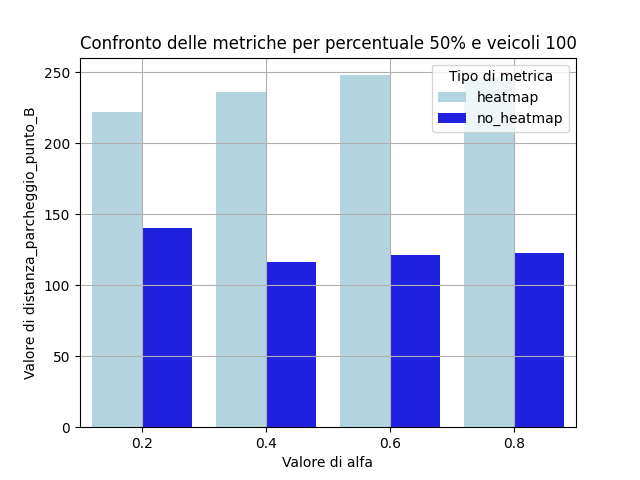 Confronto delle metriche per percentuale 50% e veicoli 100
Tipo di metrica
heatmap
no_heatmap
Valore di distanza_parcheggio_punto_B
250
200
150
100
50
0
0.2 0.4 0.6 0.8
Valore di alfa